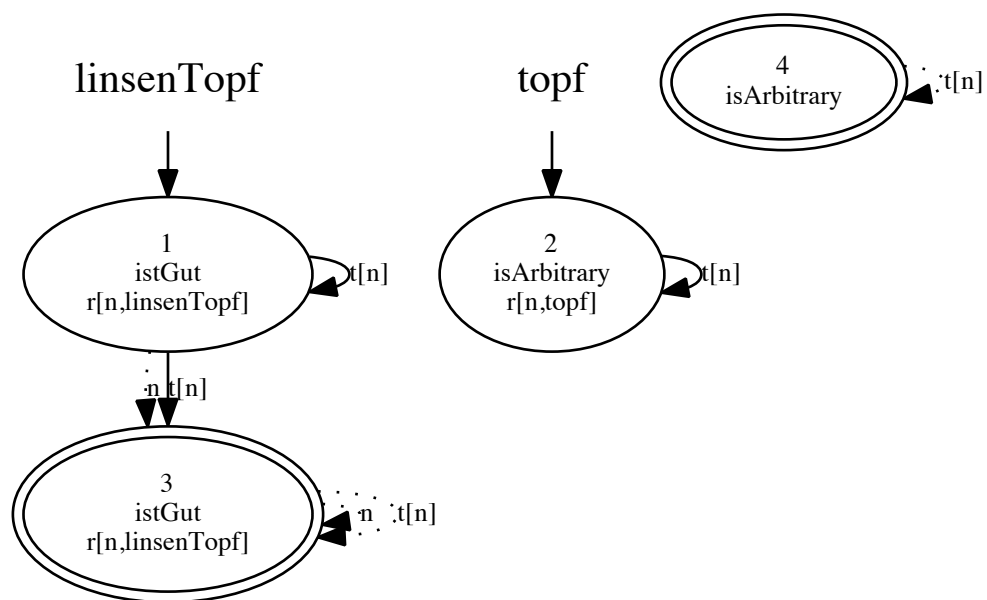 linsenTopf
topf
4
isArbitrary
t[n]
1
istGut
r[n,linsenTopf]
t[n]
2
isArbitrary
r[n,topf]
t[n]
n
t[n]
3
istGut
r[n,linsenTopf]
n
t[n]